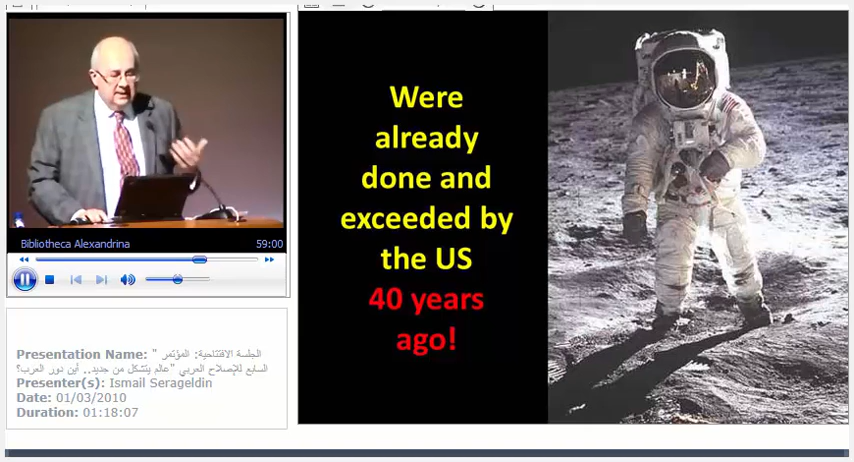 Were
already
done and
exceeded by
the US
40 years
ago!
Bibliotheca Alexandrina
59:00
Presentation Name: " الجلسة الافتتاحية: المؤتمر
السابع للإصلاح العربي "عالم يتشكل من جديد.. أين دور العرب؟
Presenter(s): Ismail Serageldin
Date: 01/03/2010
Duration: 01:18:07